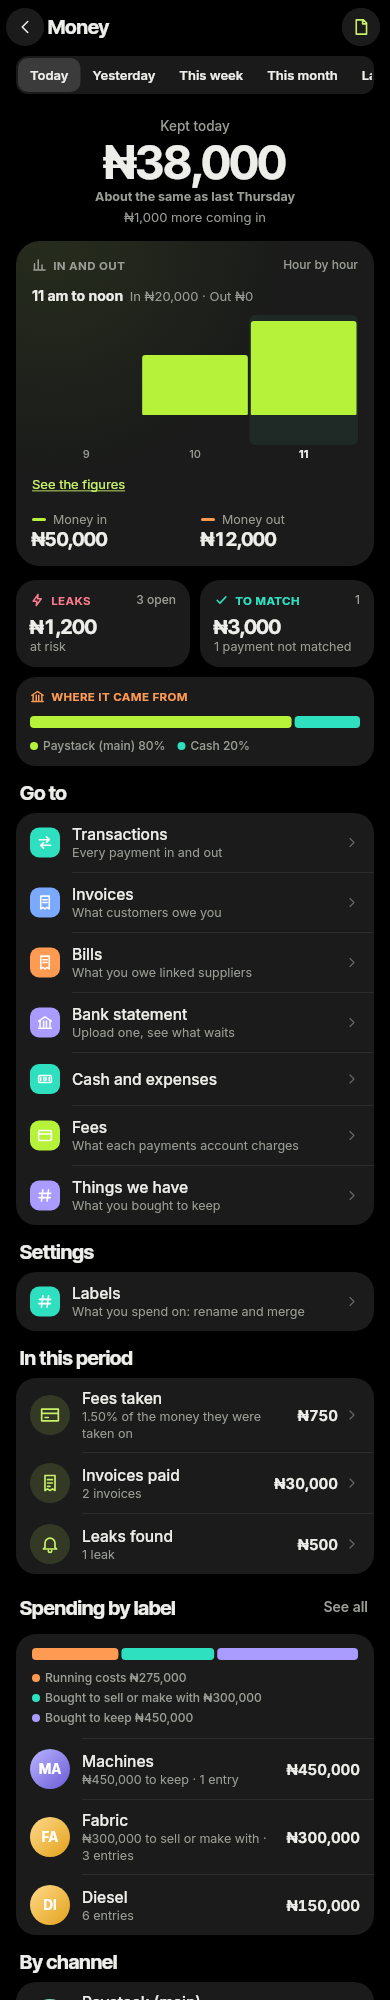 Money
Today Yesterday This week This month La
Kept today
₦38,000
About the same as last Thursday
₦1,000 more coming in
IN AND OUT Hour by hour
11 am to noon In ₦20,000 · Out ₦0
9 10 11
See the figures
Money in Money out
₦50,000 ₦12,000
LEAKS 3 open
₦1,200
at risk
TO MATCH 1
₦3,000
1 payment not matched
WHERE IT CAME FROM
Paystack (main) 80% Cash 20%
Go to
Transactions
Every payment in and out
Invoices
What customers owe you
Bills
What you owe linked suppliers
Bank statement
Upload one, see what waits
Cash and expenses
Fees
What each payments account charges
Things we have
What you bought to keep
Settings
Labels
What you spend on: rename and merge
In this period
Fees taken
1.50% of the money they were
taken on
₦750
Invoices paid
2 invoices
₦30,000
Leaks found
1 leak
₦500
Spending by label See all
Running costs ₦275,000
Bought to sell or make with ₦300,000
Bought to keep ₦450,000
MA Machines
₦450,000 to keep · 1 entry
₦450,000
FA Fabric
₦300,000 to sell or make with ·
3 entries
₦300,000
DI Diesel
6 entries
₦150,000
By channel
Paystack (main)